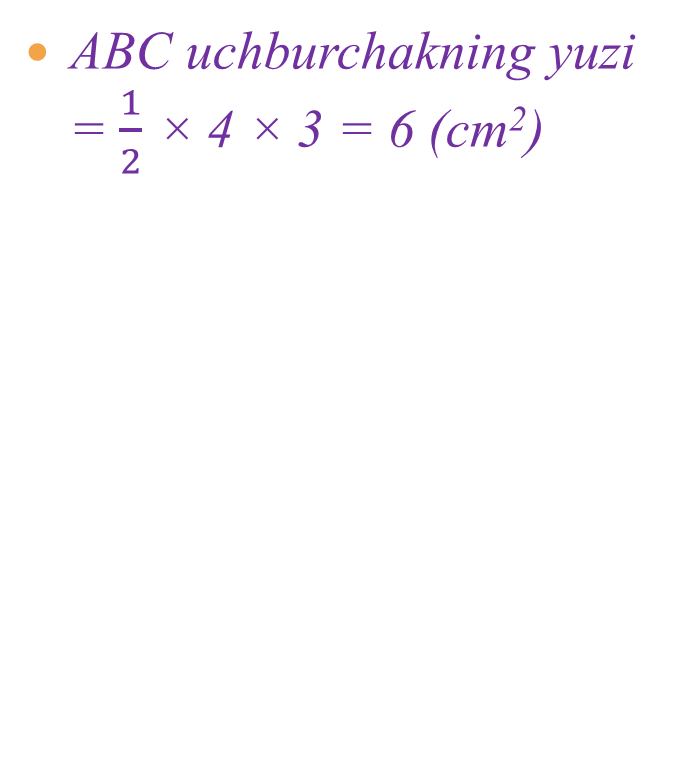 • ABC uchburchakning yuzi
= 1/2 × 4 × 3 = 6 (cm²)